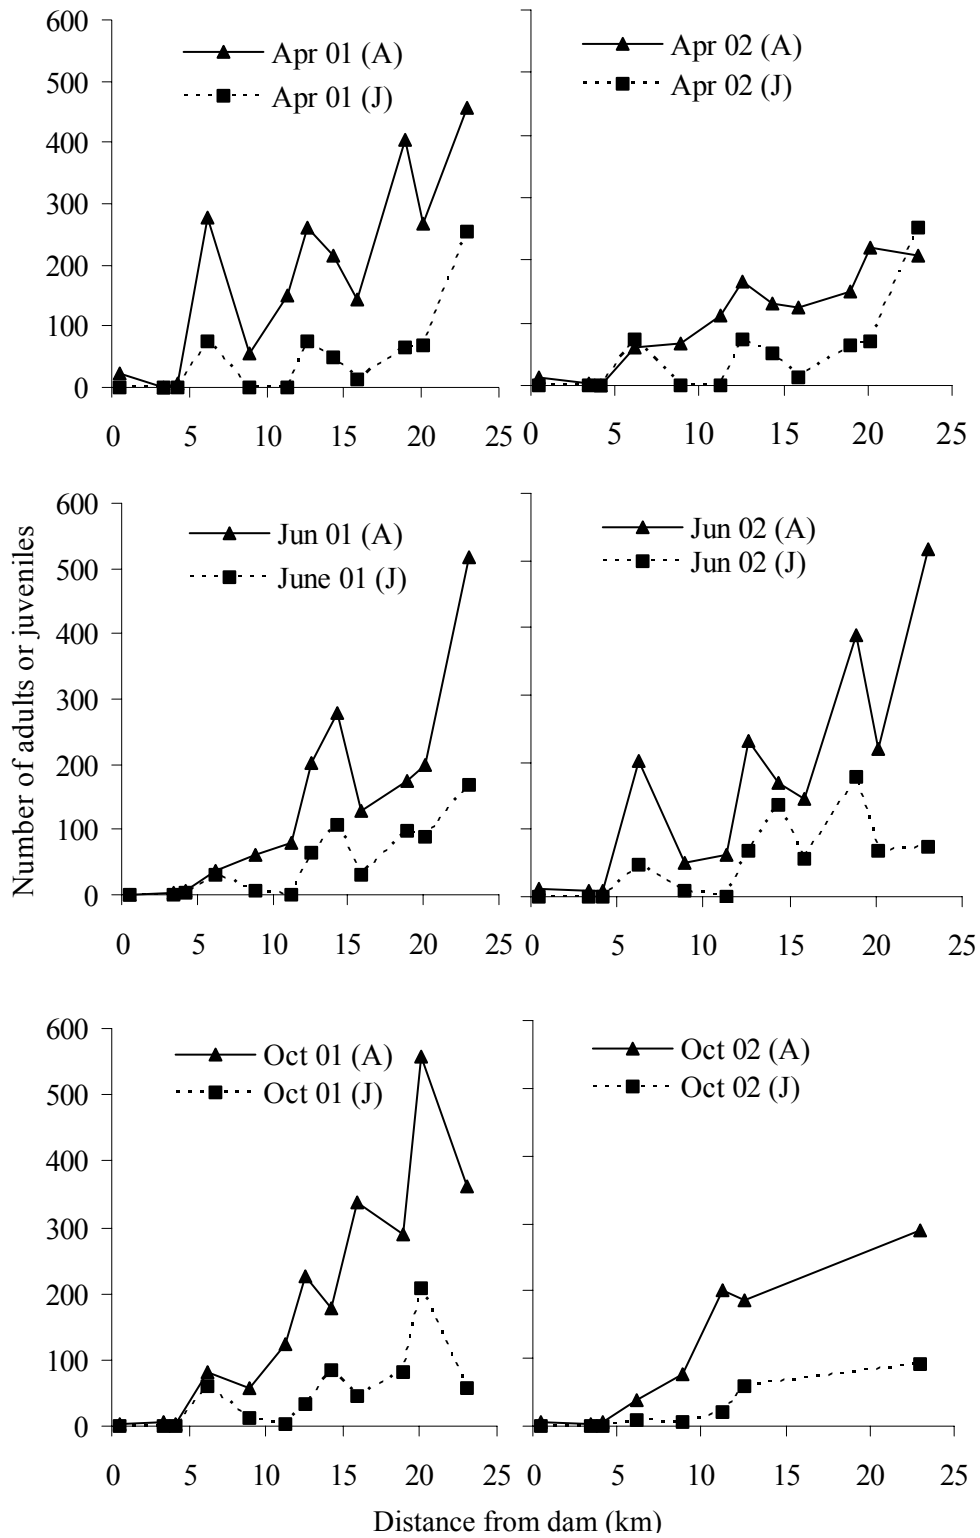 600
500
400
300
200
100
0
0 5 10 15 20 25
Apr 01 (A)
Apr 01 (J)
0 5 10 15 20 25
Apr 02 (A)
Apr 02 (J)
Number of adults or juveniles
600
500
400
300
200
100
0
0 5 10 15 20 25
Jun 01 (A)
June 01 (J)
0 5 10 15 20 25
Jun 02 (A)
Jun 02 (J)
600
500
400
300
200
100
0
0 5 10 15 20 25
Oct 01 (A)
Oct 01 (J)
0 5 10 15 20 25
Oct 02 (A)
Oct 02 (J)
Distance from dam (km)